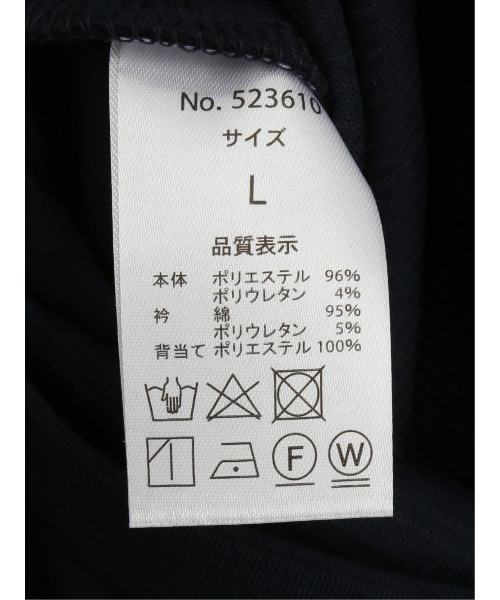 No. 523610
サイズ
L
品質表示
本体 ポリエステル 96%
ポリウレタン 4%
衿 綿 95%
ポリウレタン 5%
背当て ポリエステル 100%
F W